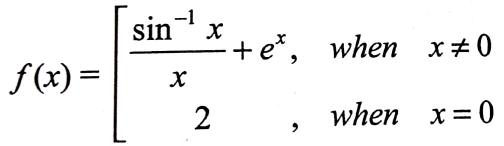 f(x) = [ sin⁻¹ x / x + eˣ, when x ≠ 0
2 , when x = 0